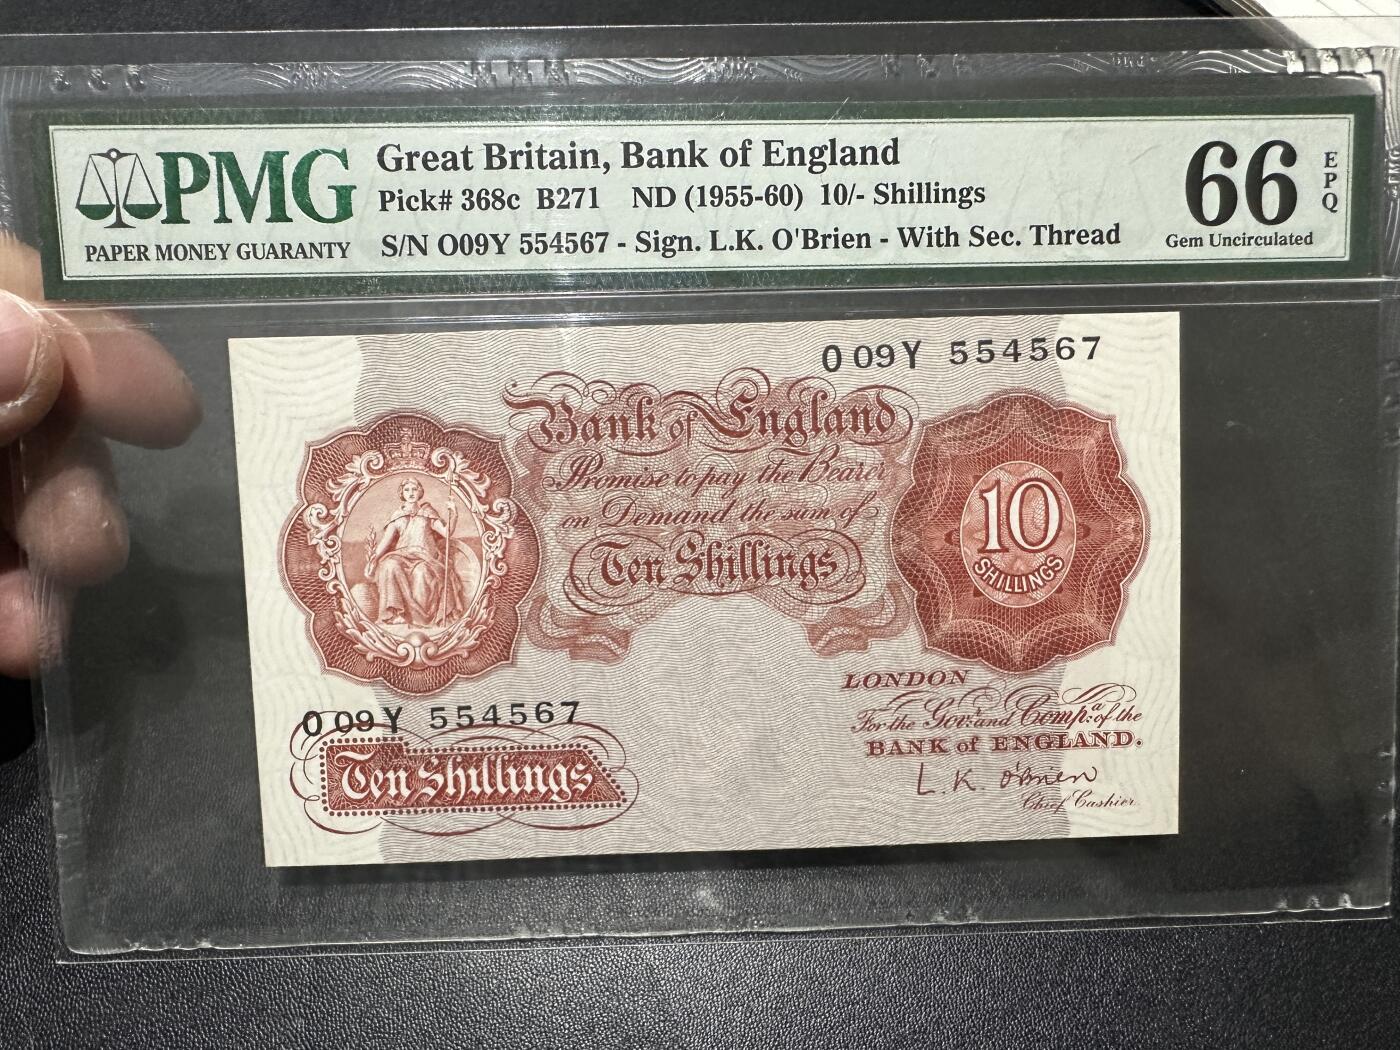 PMG
PAPER MONEY GUARANTY
Great Britain, Bank of England
Pick# 368c B271 ND (1955-60) 10/- Shillings
S/N O09Y 554567 - Sign. L.K. O'Brien - With Sec. Thread
66
EPQ
Gem Uncirculated
O 09Y 554567
Bank of England
Promise to pay the Bearer
on Demand the sum of
Ten Shillings
10
SHILLINGS
LONDON
For the Gov.r and Comp.a of the
BANK of ENGLAND.
L.K. O'Brien
Chief Cashier.
O 09Y 554567
Ten Shillings